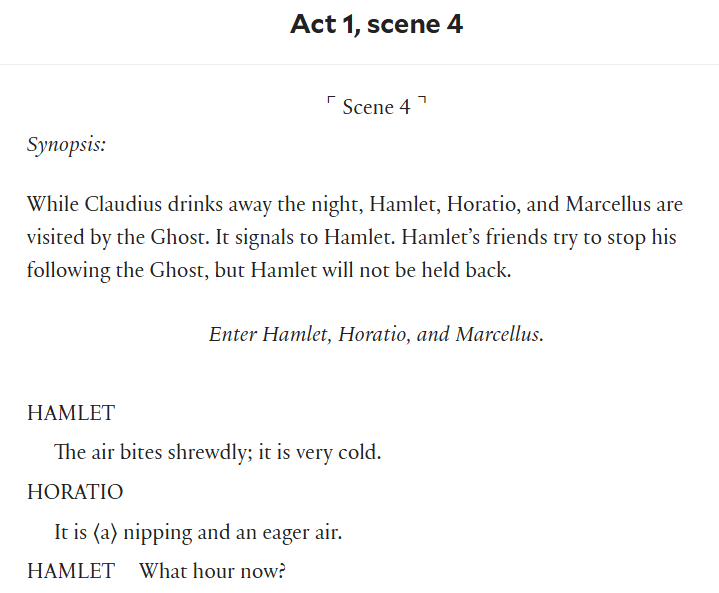 Act 1, scene 4
⌜ Scene 4 ⌝
Synopsis:
While Claudius drinks away the night, Hamlet, Horatio, and Marcellus are
visited by the Ghost. It signals to Hamlet. Hamlet’s friends try to stop his
following the Ghost, but Hamlet will not be held back.
Enter Hamlet, Horatio, and Marcellus.
HAMLET
The air bites shrewdly; it is very cold.
HORATIO
It is ⟨a⟩ nipping and an eager air.
HAMLET What hour now?